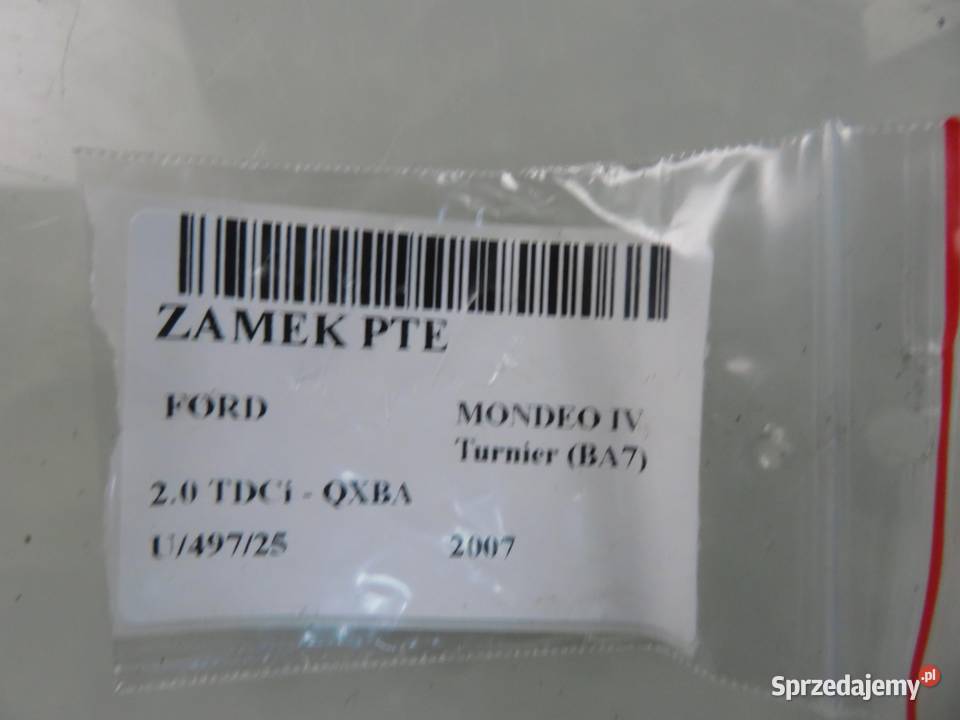 ZAMEK PTE
FORD
MONDEO IV,
Turnier (BA7)
2.0 TDCi - QXBA
U/497/25
2007
Sprzedajemy.pl